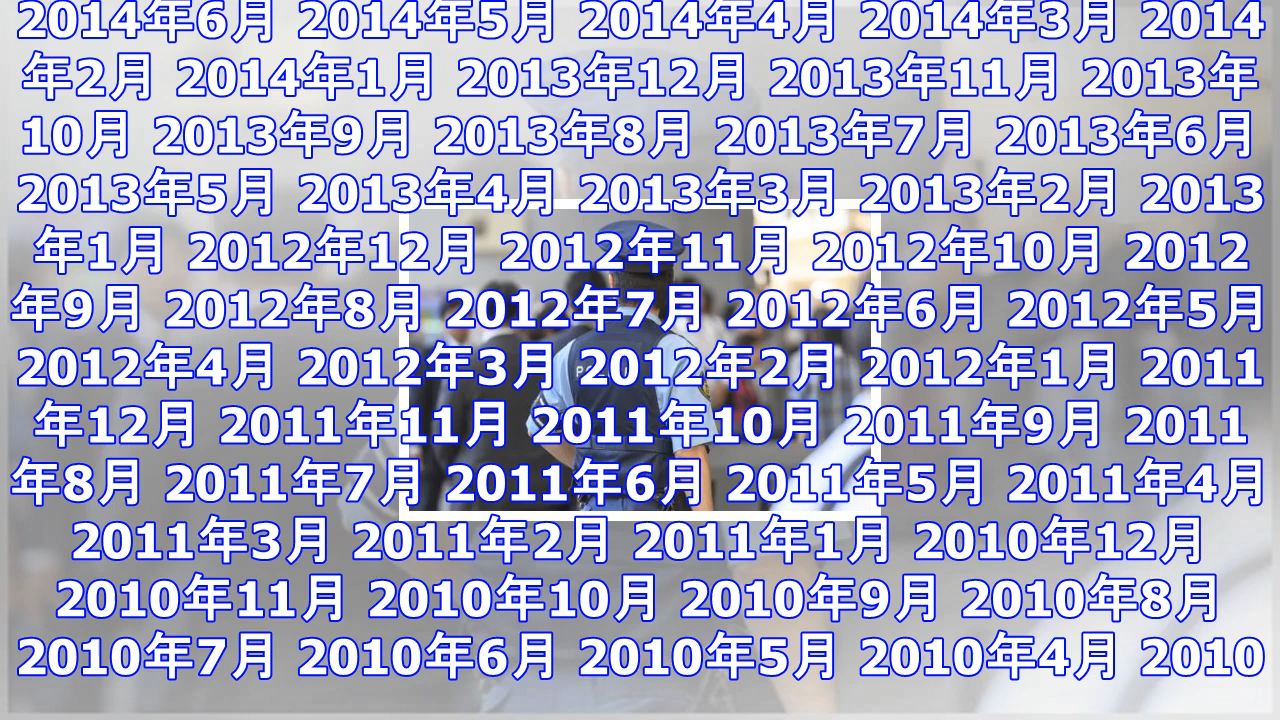 2014年6月 2014年5月 2014年4月 2014年3月 2014
年2月 2014年1月 2013年12月 2013年11月 2013年
10月 2013年9月 2013年8月 2013年7月 2013年6月
2013年5月 2013年4月 2013年3月 2013年2月 2013
年1月 2012年12月 2012年11月 2012年10月 2012
年9月 2012年8月 2012年7月 2012年6月 2012年5月
2012年4月 2012年3月 2012年2月 2012年1月 2011
年12月 2011年11月 2011年10月 2011年9月 2011
年8月 2011年7月 2011年6月 2011年5月 2011年4月
2011年3月 2011年2月 2011年1月 2010年12月
2010年11月 2010年10月 2010年9月 2010年8月
2010年7月 2010年6月 2010年5月 2010年4月 2010